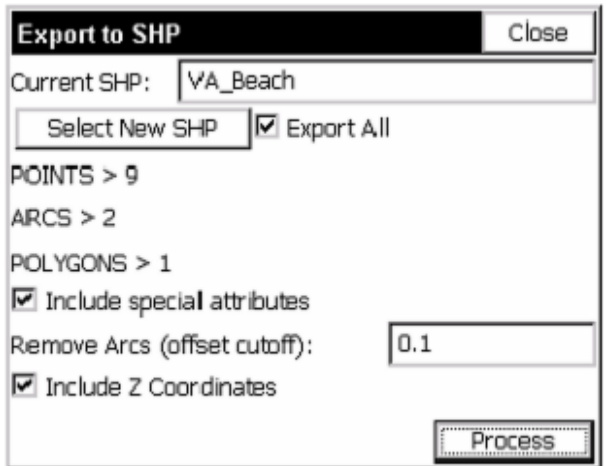 Export to SHP Close
Current SHP: VA_Beach
Select New SHP Export All
POINTS > 9
ARCS > 2
POLYGONS > 1
Include special attributes
Remove Arcs (offset cutoff): 0.1
Include Z Coordinates
Process